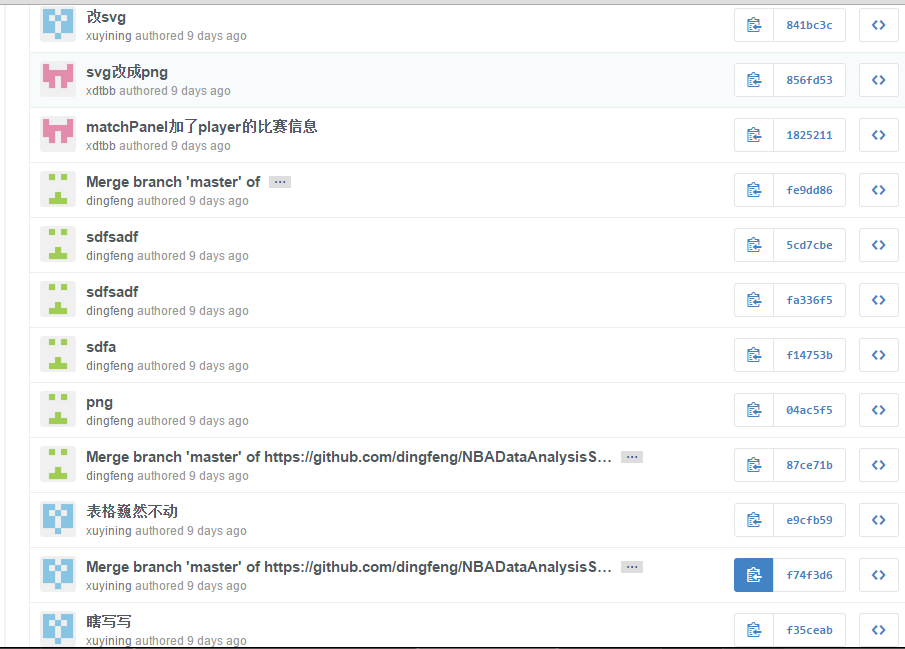 改svg
xuyining authored 9 days ago
841bc3c
svg改成png
xdtbb authored 9 days ago
856fd53
matchPanel加了player的比赛信息
xdtbb authored 9 days ago
1825211
Merge branch 'master' of …
dingfeng authored 9 days ago
fe9dd86
sdfsadf
dingfeng authored 9 days ago
5cd7cbe
sdfsadf
dingfeng authored 9 days ago
fa336f5
sdfa
dingfeng authored 9 days ago
f14753b
png
dingfeng authored 9 days ago
04ac5f5
Merge branch 'master' of https://github.com/dingfeng/NBADataAnalysisS… …
dingfeng authored 9 days ago
87ce71b
表格巍然不动
xuyining authored 9 days ago
e9cfb59
Merge branch 'master' of https://github.com/dingfeng/NBADataAnalysisS… …
xuyining authored 9 days ago
f74f3d6
瞎写写
xuyining authored 9 days ago
f35ceab